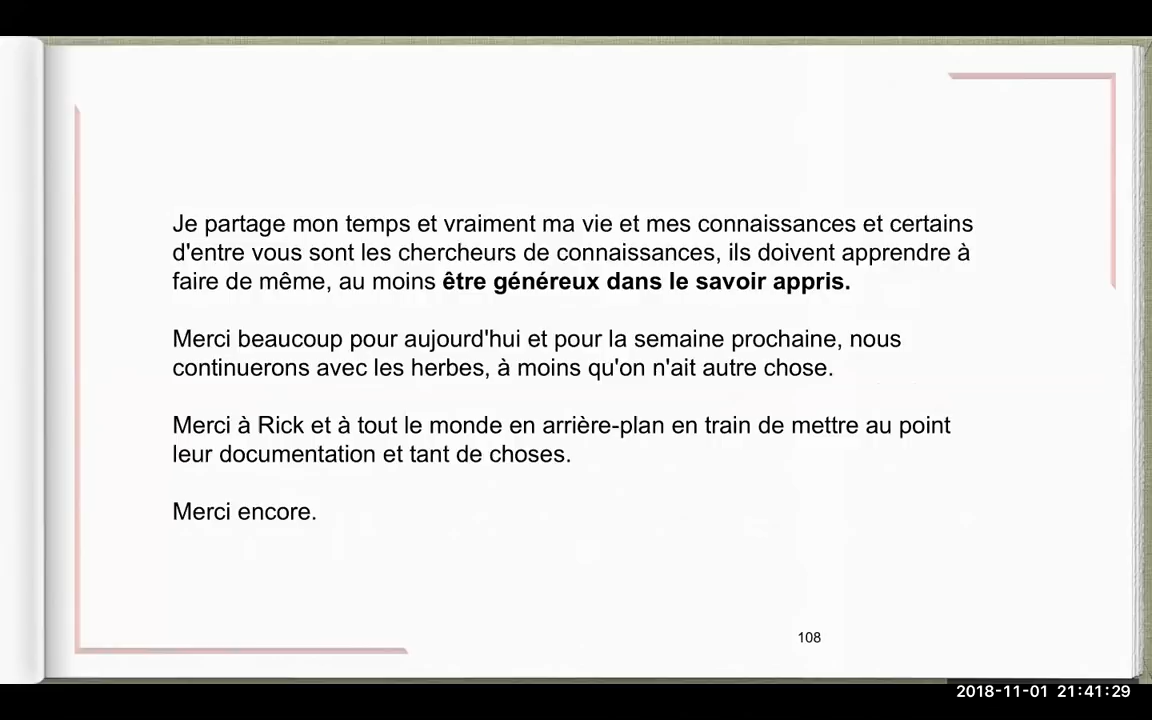 Je partage mon temps et vraiment ma vie et mes connaissances et certains
d'entre vous sont les chercheurs de connaissances, ils doivent apprendre à
faire de même, au moins être généreux dans le savoir appris.
Merci beaucoup pour aujourd'hui et pour la semaine prochaine, nous
continuerons avec les herbes, à moins qu'on n'ait autre chose.
Merci à Rick et à tout le monde en arrière-plan en train de mettre au point
leur documentation et tant de choses.
Merci encore.
108
2018-11-01 21:41:29